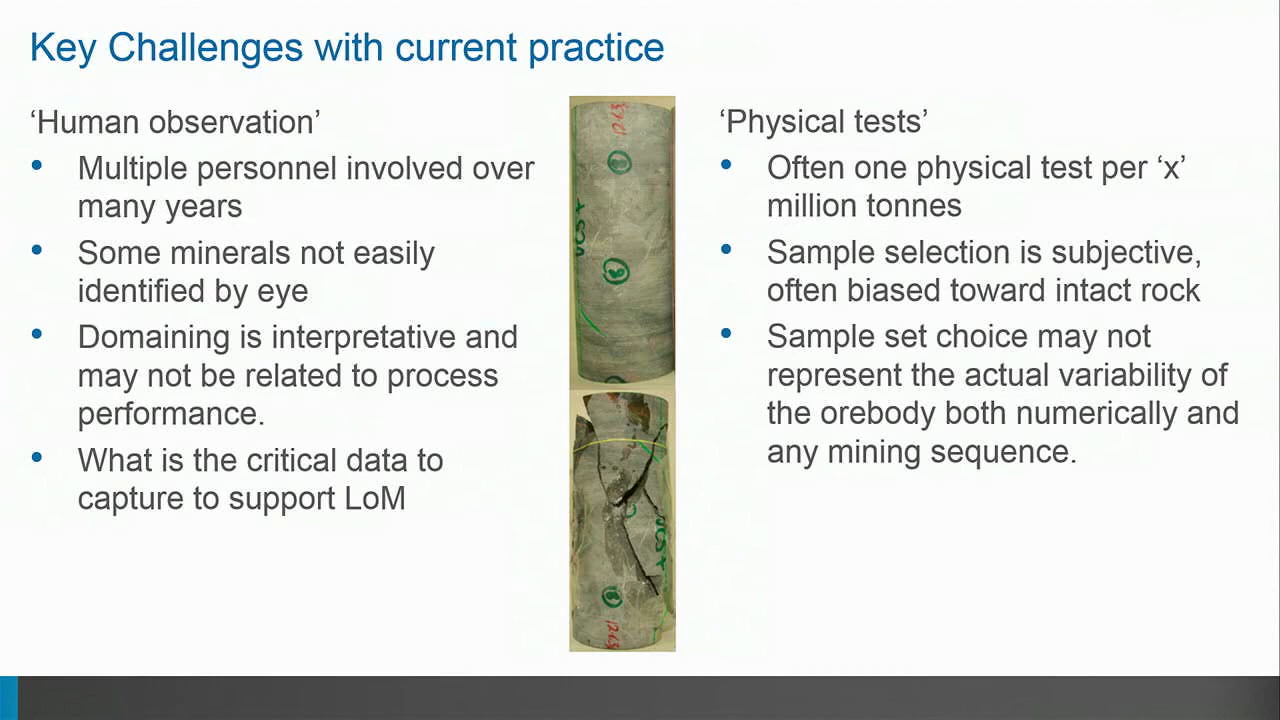 Key Challenges with current practice
‘Human observation’
• Multiple personnel involved over
many years
• Some minerals not easily
identified by eye
• Domaining is interpretative and
may not be related to process
performance.
• What is the critical data to
capture to support LoM
‘Physical tests’
• Often one physical test per ‘x’
million tonnes
• Sample selection is subjective,
often biased toward intact rock
• Sample set choice may not
represent the actual variability of
the orebody both numerically and
any mining sequence.